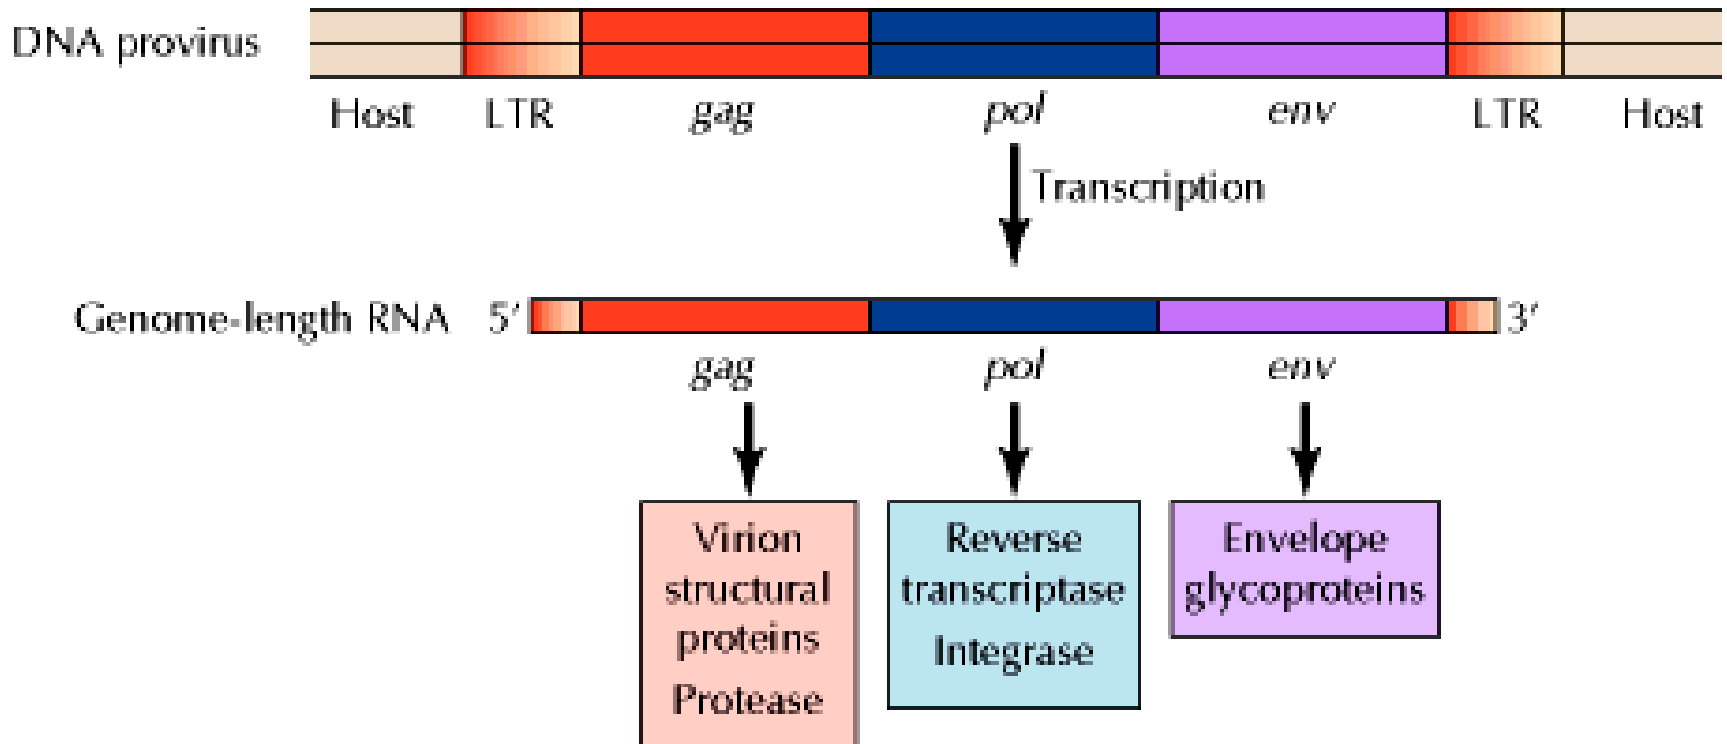 DNA provirus
Host LTR gag pol env LTR Host
Transcription
Genome-length RNA 5′ 3′
gag pol env
Virion
structural
proteins
Protease
Reverse
transcriptase
Integrase
Envelope
glycoproteins